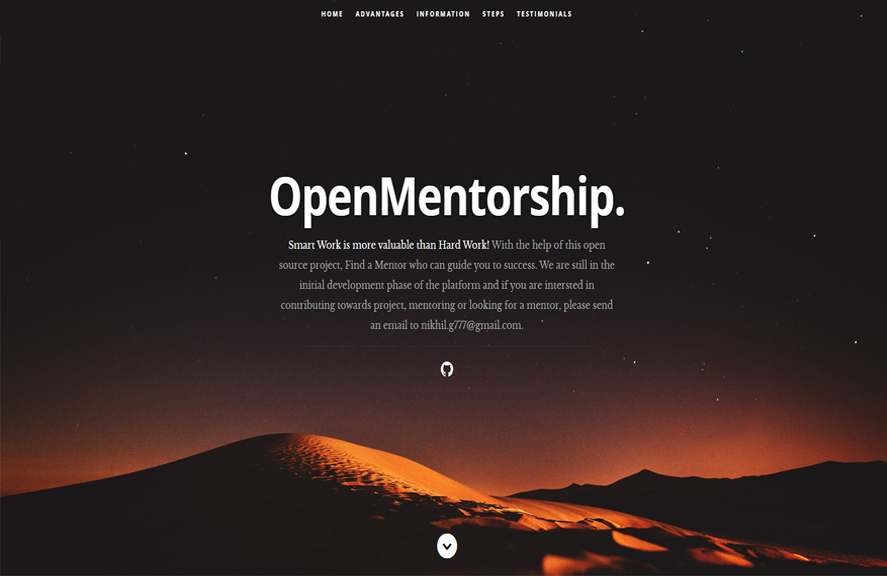 HOME ADVANTAGES INFORMATION STEPS TESTIMONIALS
OpenMentorship.
Smart Work is more valuable than Hard Work! With the help of this open
source project, Find a Mentor who can guide you to success. We are still in the
initial development phase of the platform and if you are intersted in
contributing towards project, mentoring or looking for a mentor, please send
an email to nikhil.g777@gmail.com.